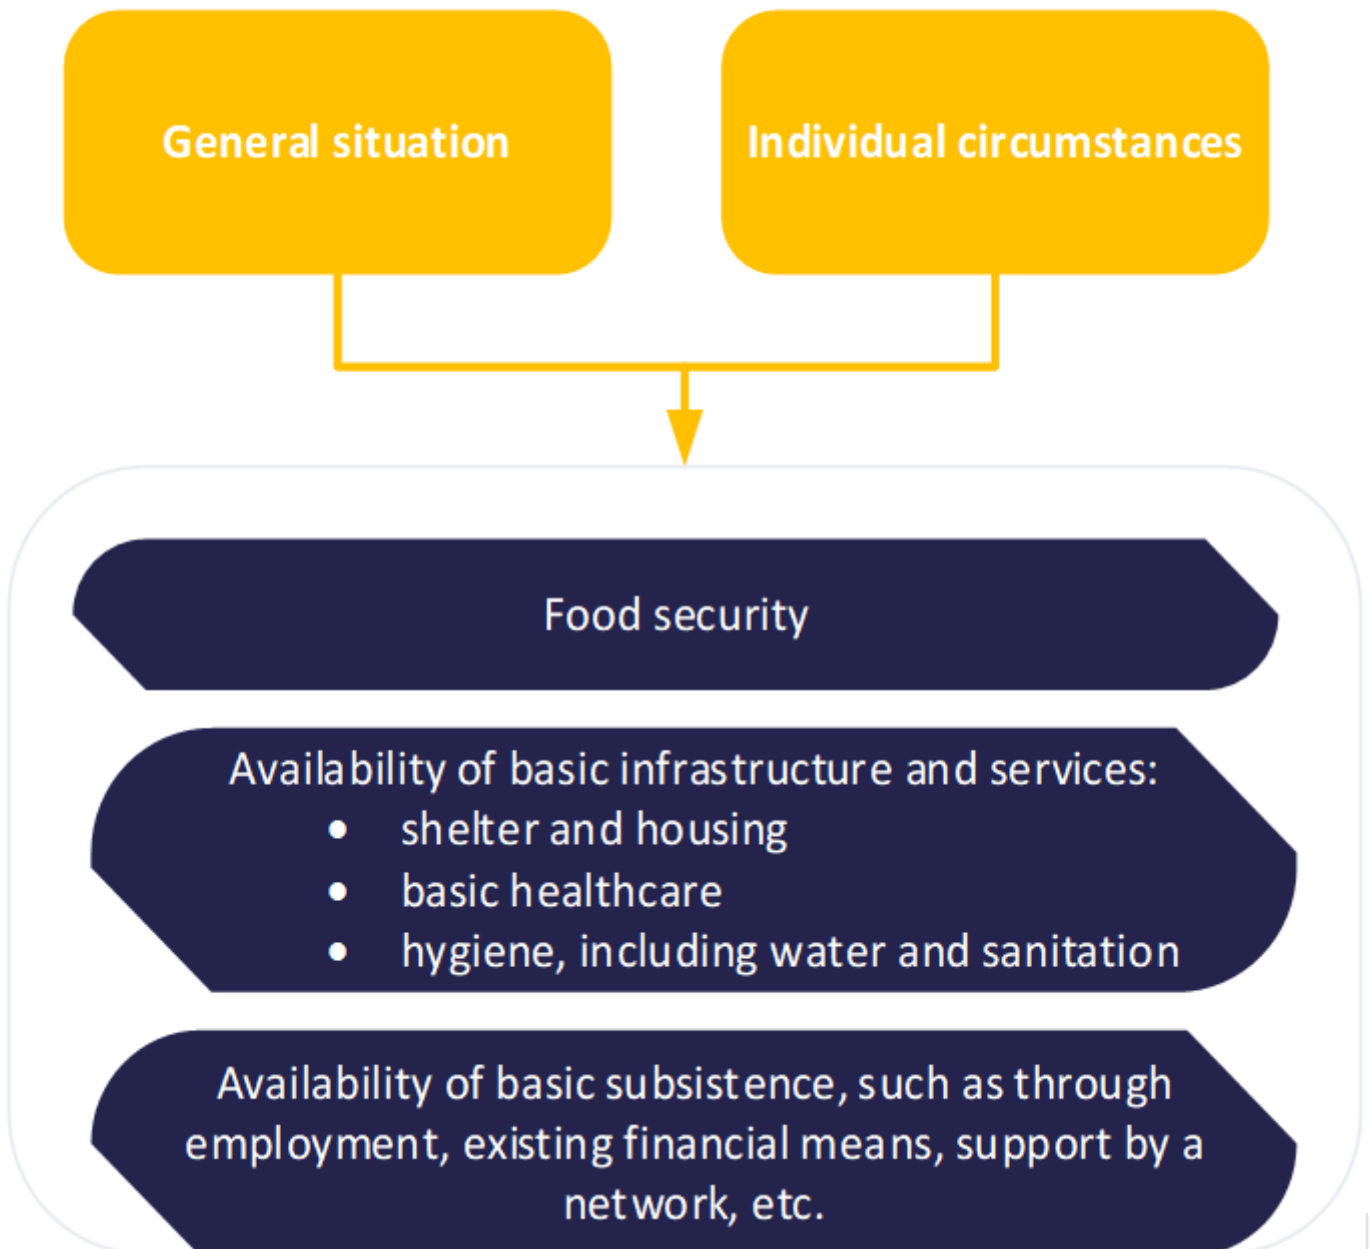 General situation
Individual circumstances
Food security
Availability of basic infrastructure and services:
• shelter and housing
• basic healthcare
• hygiene, including water and sanitation
Availability of basic subsistence, such as through
employment, existing financial means, support by a
network, etc.